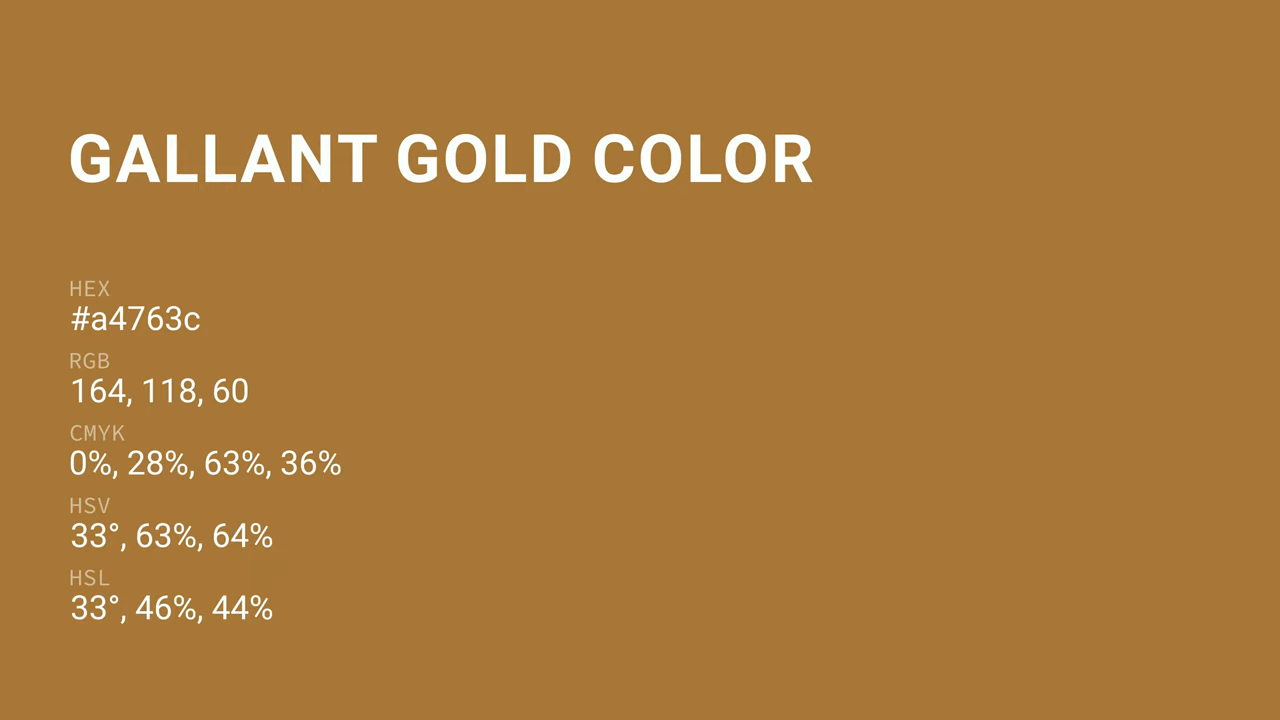 GALLANT GOLD COLOR
HEX
#a4763c
RGB
164, 118, 60
CMYK
0%, 28%, 63%, 36%
HSV
33°, 63%, 64%
HSL
33°, 46%, 44%